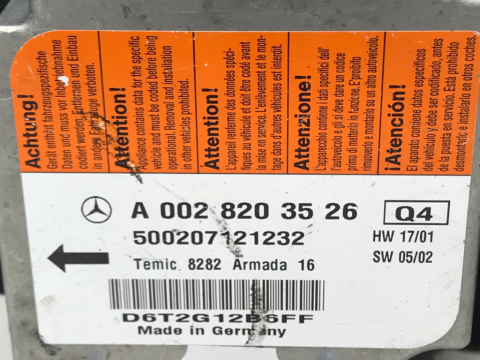 Achtung!
Gerät enthält fahrzeugspezifische
Daten und muss vor Inbetriebnahme
codiert werden. Entfernen und Einbau
in andere Fahrzeuge verboten.
Attention!
Appliance contains data for the specific
vehicle and must be coded before being
operational. Removal and installation
in other vehicles prohibited.
Attention!
L'appareil renferme des données spéci-
fiques au véhicule et doit être codé avant
la mise en service. L'enlèvement et le mon-
tage dans d'autres véhicules est interdit.
Attenzione!
L'apparecchio contiene i dati specifici dell'
autoveicolo e gli si deve dare un codice
primo di metterlo in funzione. E'proibito
rimuoverlo e montarlo su altro autoveicolo.
¡Atención!
El aparato contiene datos específicos
del vehículo y debe ser codificado, antes
de la puesta en servicio. Está prohibido
desmontarlo, e instalarlo en otros coches.
A 002 820 35 26 Q4
500207121232 HW 17/01
Temic 8282 Armada 16 SW 05/02
D6T2G12B6FF
Made in Germany